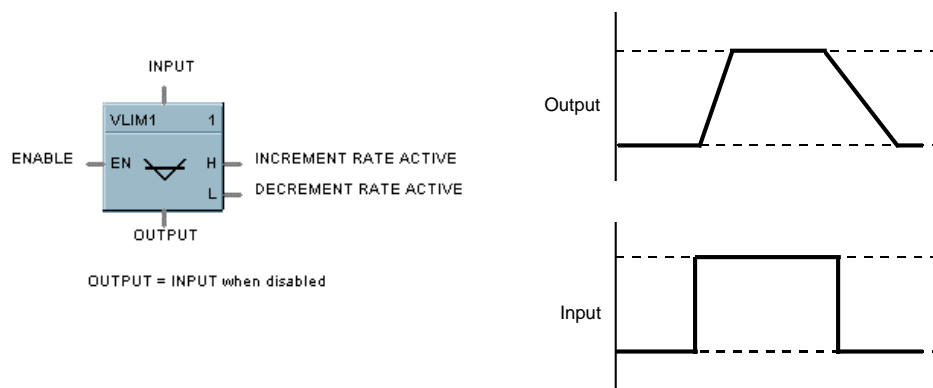 INPUT
VLIM1 1
ENABLE EN H INCREMENT RATE ACTIVE
L DECREMENT RATE ACTIVE
OUTPUT
OUTPUT = INPUT when disabled
Output
Input